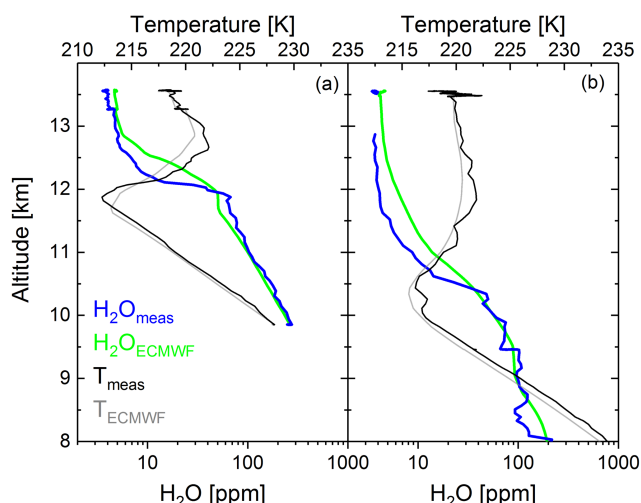 Temperature [K] Temperature [K]
210 215 220 225 230 235 215 220 225 230 235
(a) (b)
13
12
11
10
9
8
Altitude [km]
H₂Omeas
H₂OECMWF
Tmeas
TECMWF
10 100 1000 10 100 1000
H₂O [ppm] H₂O [ppm]